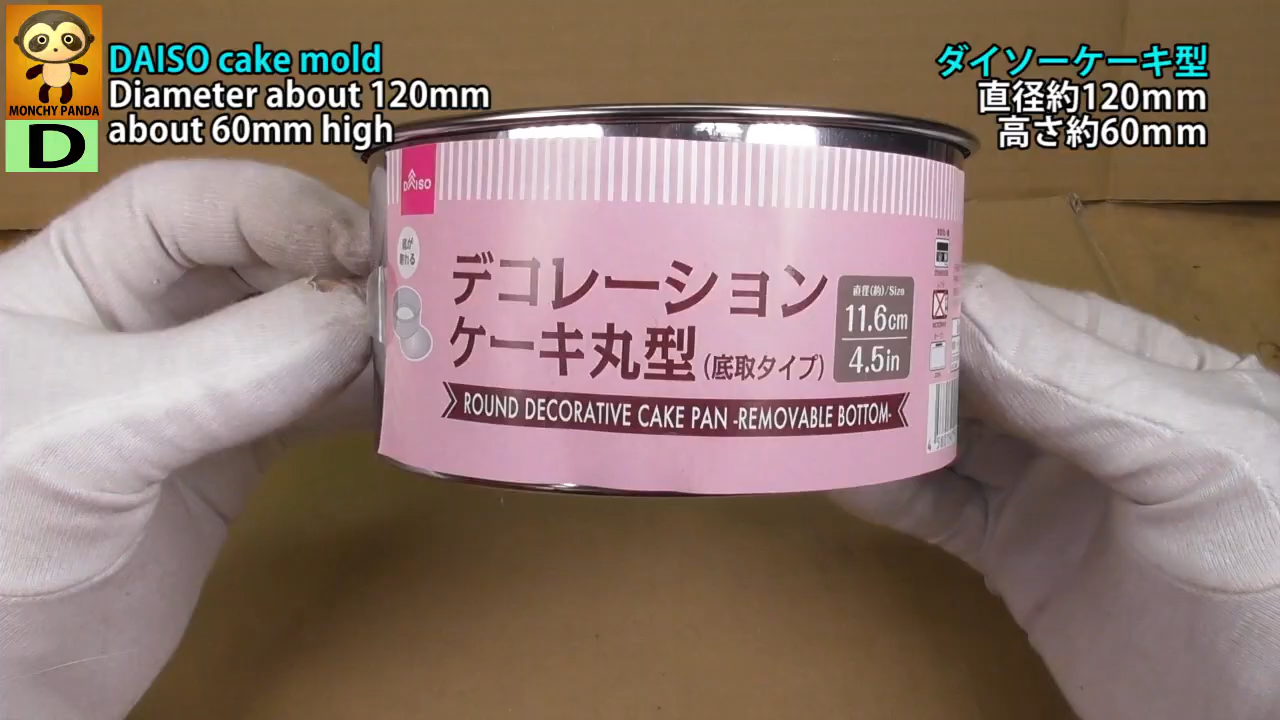 MONCHY PANDA
D
DAISO cake mold
Diameter about 120mm
about 60mm high
ダイソーケーキ型
直径約120mm
高さ約60mm
DAISO
底が
取れる
デコレーション
ケーキ丸型(底取タイプ)
直径(約)/Size
11.6cm
4.5in
ROUND DECORATIVE CAKE PAN -REMOVABLE BOTTOM-